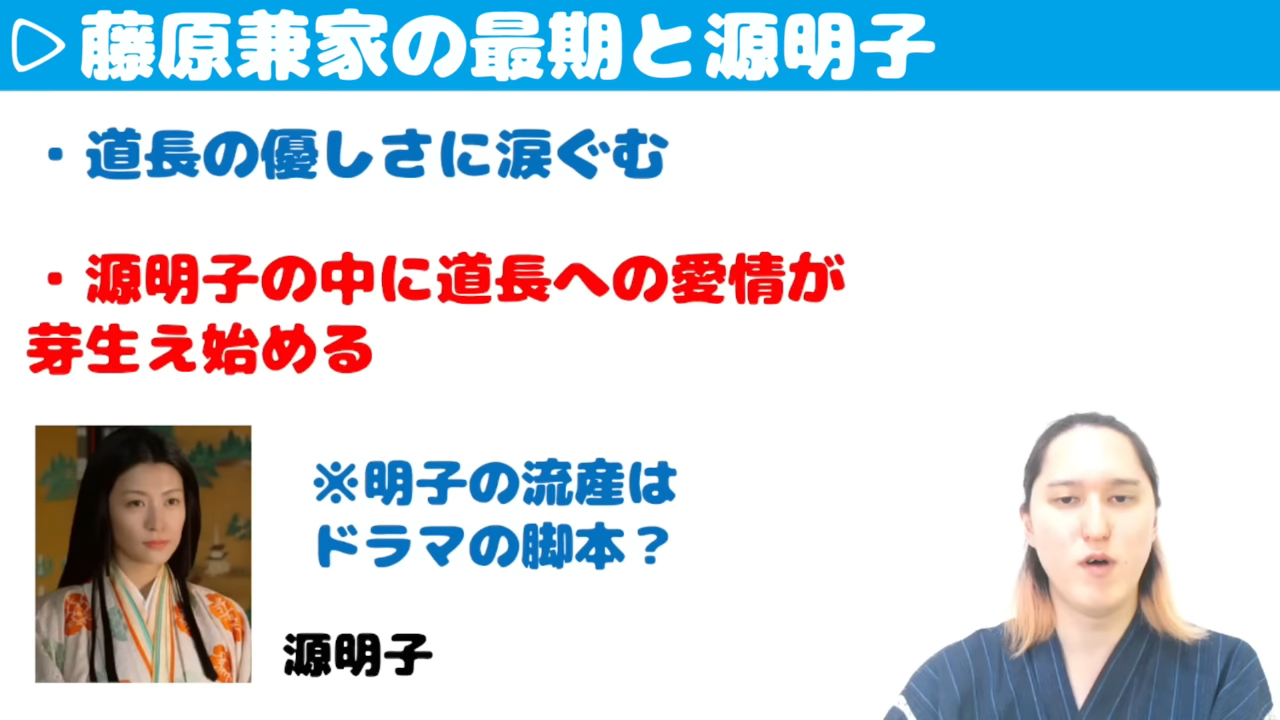 藤原兼家の最期と源明子
・道長の優しさに涙ぐむ
・源明子の中に道長への愛情が
芽生え始める
※明子の流産は
ドラマの脚本？
源明子